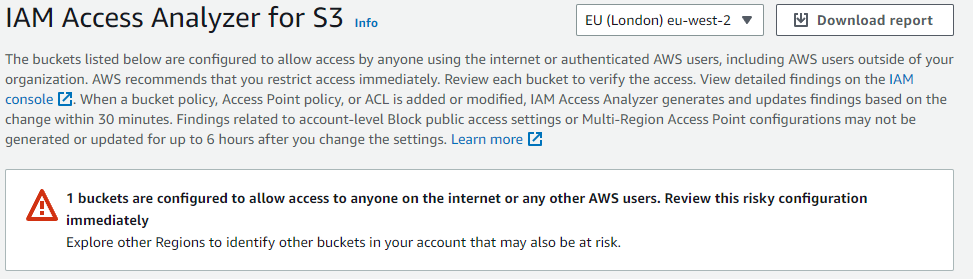 IAM Access Analyzer for S3 Info
EU (London) eu-west-2
Download report
The buckets listed below are configured to allow access by anyone using the internet or authenticated AWS users, including AWS users outside of your
organization. AWS recommends that you restrict access immediately. Review each bucket to verify the access. View detailed findings on the IAM
console. When a bucket policy, Access Point policy, or ACL is added or modified, IAM Access Analyzer generates and updates findings based on the
change within 30 minutes. Findings related to account-level Block public access settings or Multi-Region Access Point configurations may not be
generated or updated for up to 6 hours after you change the settings. Learn more
1 buckets are configured to allow access to anyone on the internet or any other AWS users. Review this risky configuration
immediately
Explore other Regions to identify other buckets in your account that may also be at risk.